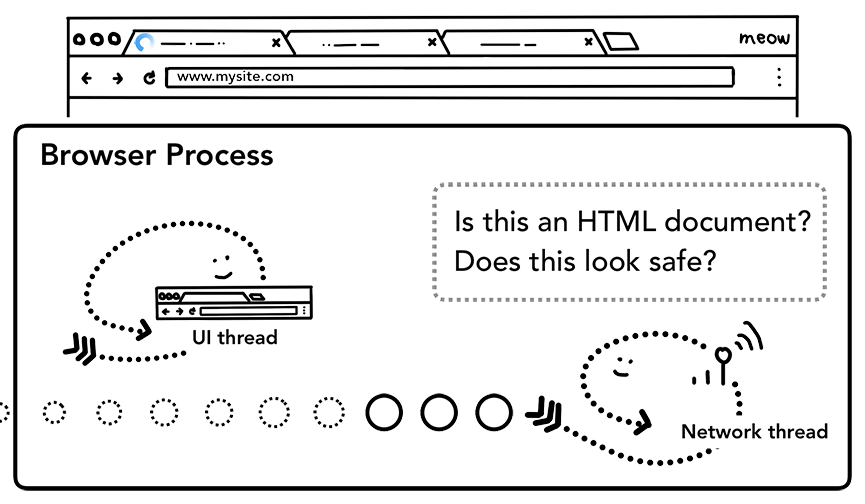 meow
www.mysite.com
Browser Process
Is this an HTML document?
Does this look safe?
UI thread
Network thread